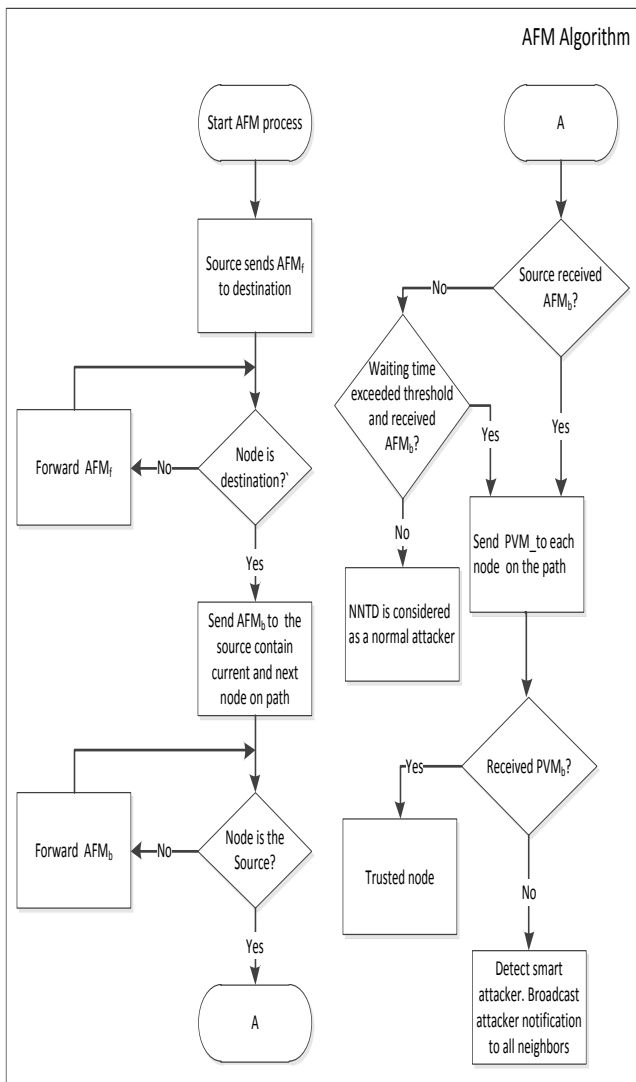 AFM Algorithm
Start AFM process
Source sends AFMf
to destination
Node is
destination?`
No
Forward AFMf
Yes
Send AFMb to the
source contain
current and next
node on path
Node is the
Source?
No
Forward AFMb
Yes
A
A
Source received
AFMb?
No
Yes
Waiting time
exceeded threshold
and received
AFMb?
Yes
No
NNTD is considered
as a normal attacker
Send PVM_to each
node on the path
Received PVMb?
Yes
Trusted node
No
Detect smart
attacker. Broadcast
attacker notification
to all neighbors